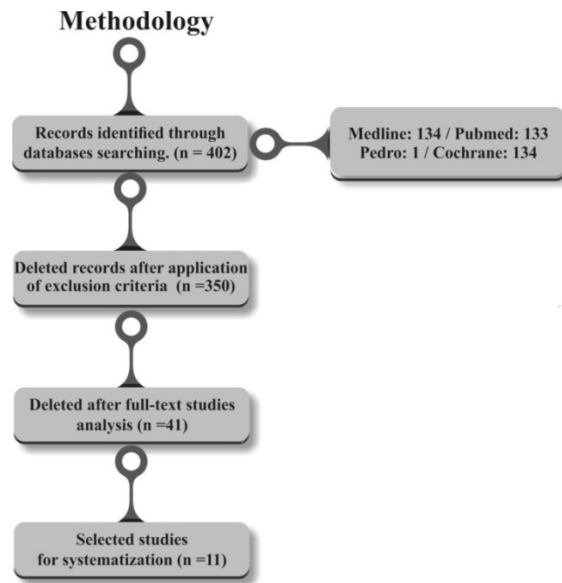 Methodology
Records identified through
databases searching. (n = 402)
Medline: 134 / Pubmed: 133
Pedro: 1 / Cochrane: 134
Deleted records after application
of exclusion criteria (n =350)
Deleted after full-text studies
analysis (n =41)
Selected studies
for systematization (n =11)